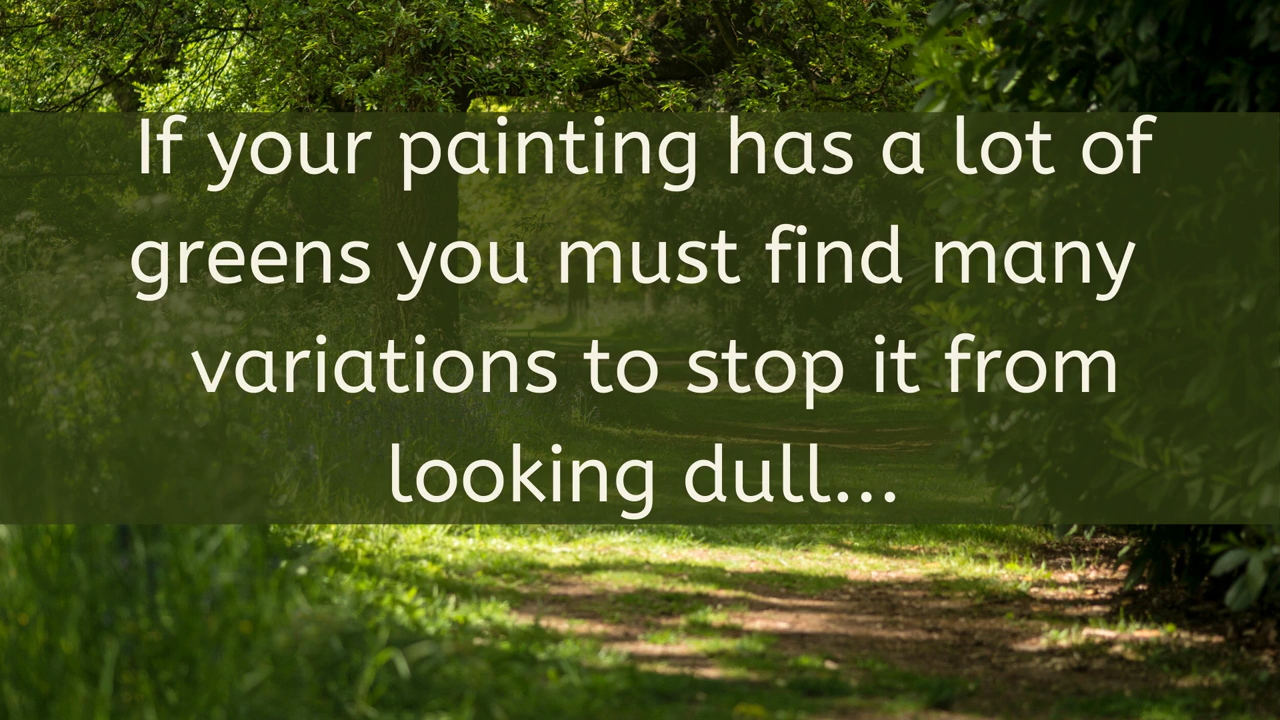 If your painting has a lot of
greens you must find many
variations to stop it from
looking dull...